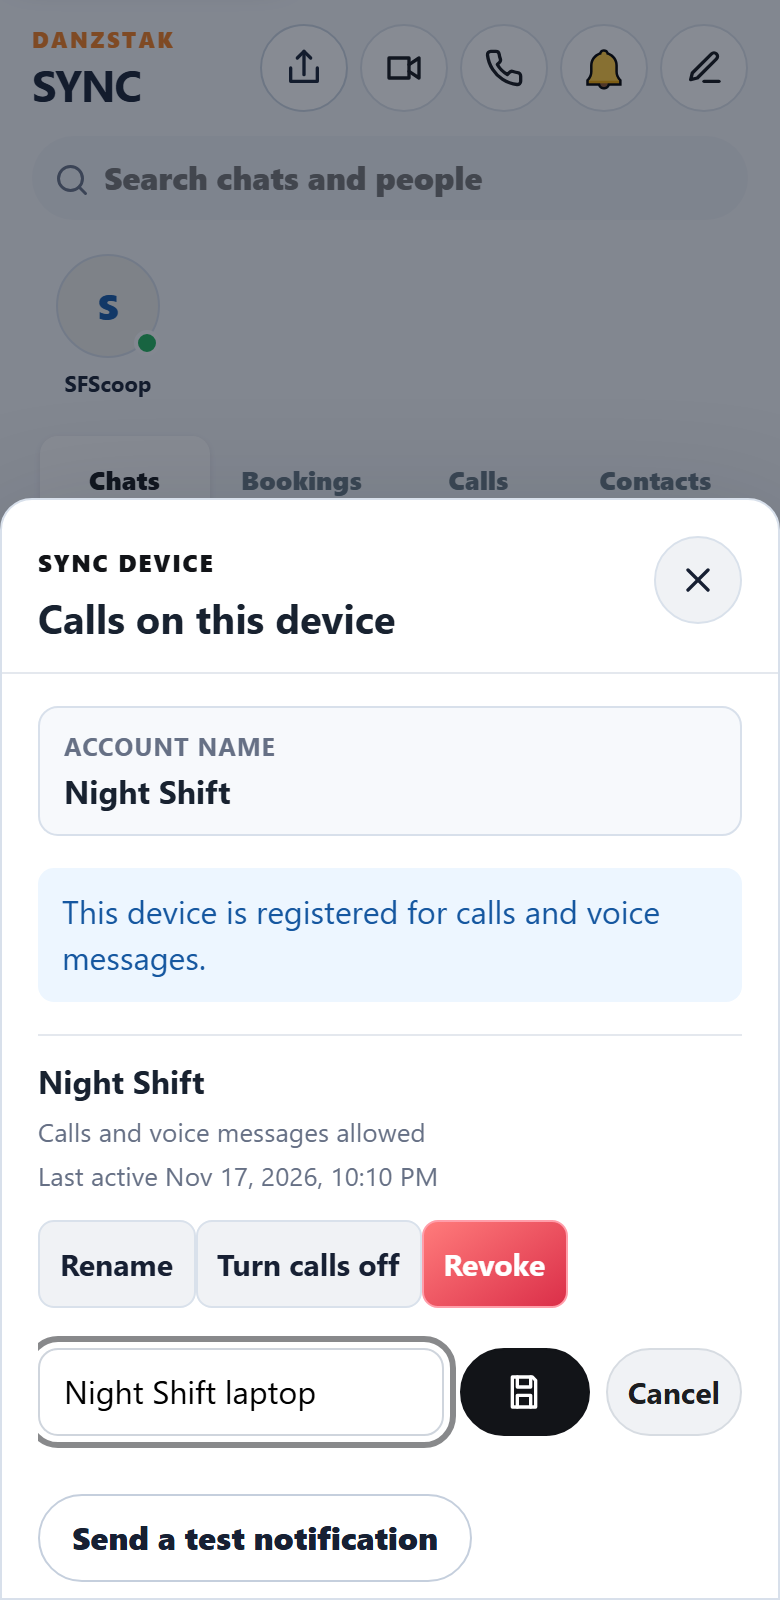 DANZSTAK
SYNC
Search chats and people
S
SFScoop
Chats Bookings Calls Contacts
SYNC DEVICE
Calls on this device
ACCOUNT NAME
Night Shift
This device is registered for calls and voice
messages.
Night Shift
Calls and voice messages allowed
Last active Nov 17, 2026, 10:10 PM
Rename Turn calls off Revoke
Night Shift laptop Cancel
Send a test notification